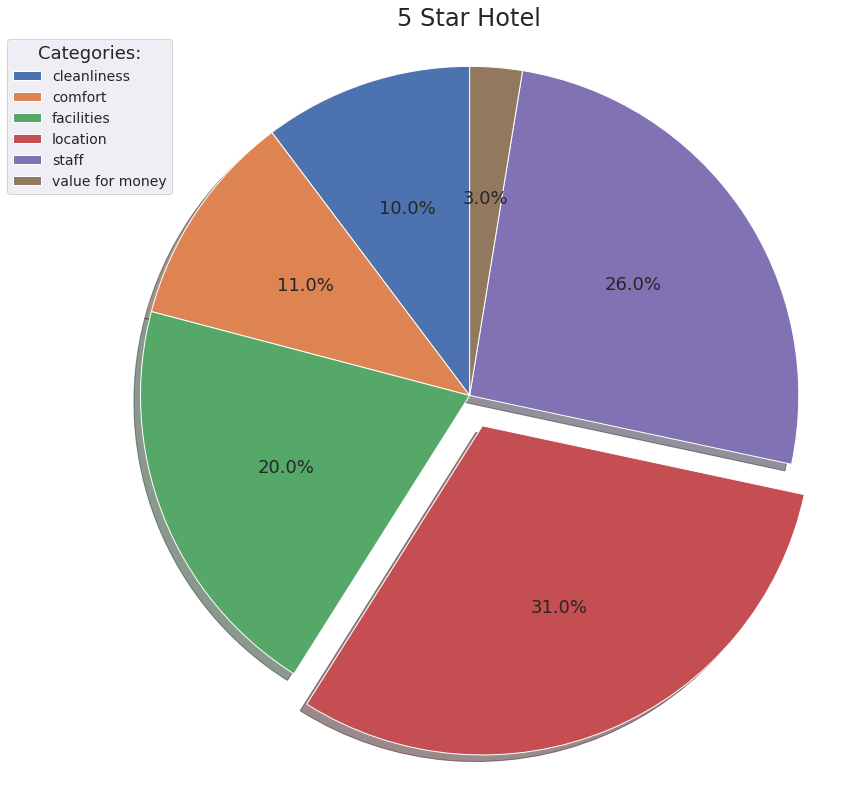 5 Star Hotel
Categories:
cleanliness
comfort
facilities
location
staff
value for money
10.0%
3.0%
11.0%
26.0%
20.0%
31.0%